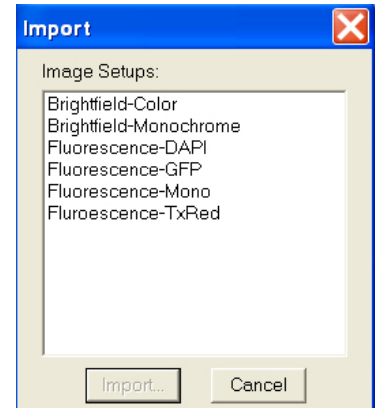 Import
Image Setups:
Brightfield-Color
Brightfield-Monochrome
Fluorescence-DAPI
Fluorescence-GFP
Fluorescence-Mono
Fluroescence-TxRed
Import...
Cancel